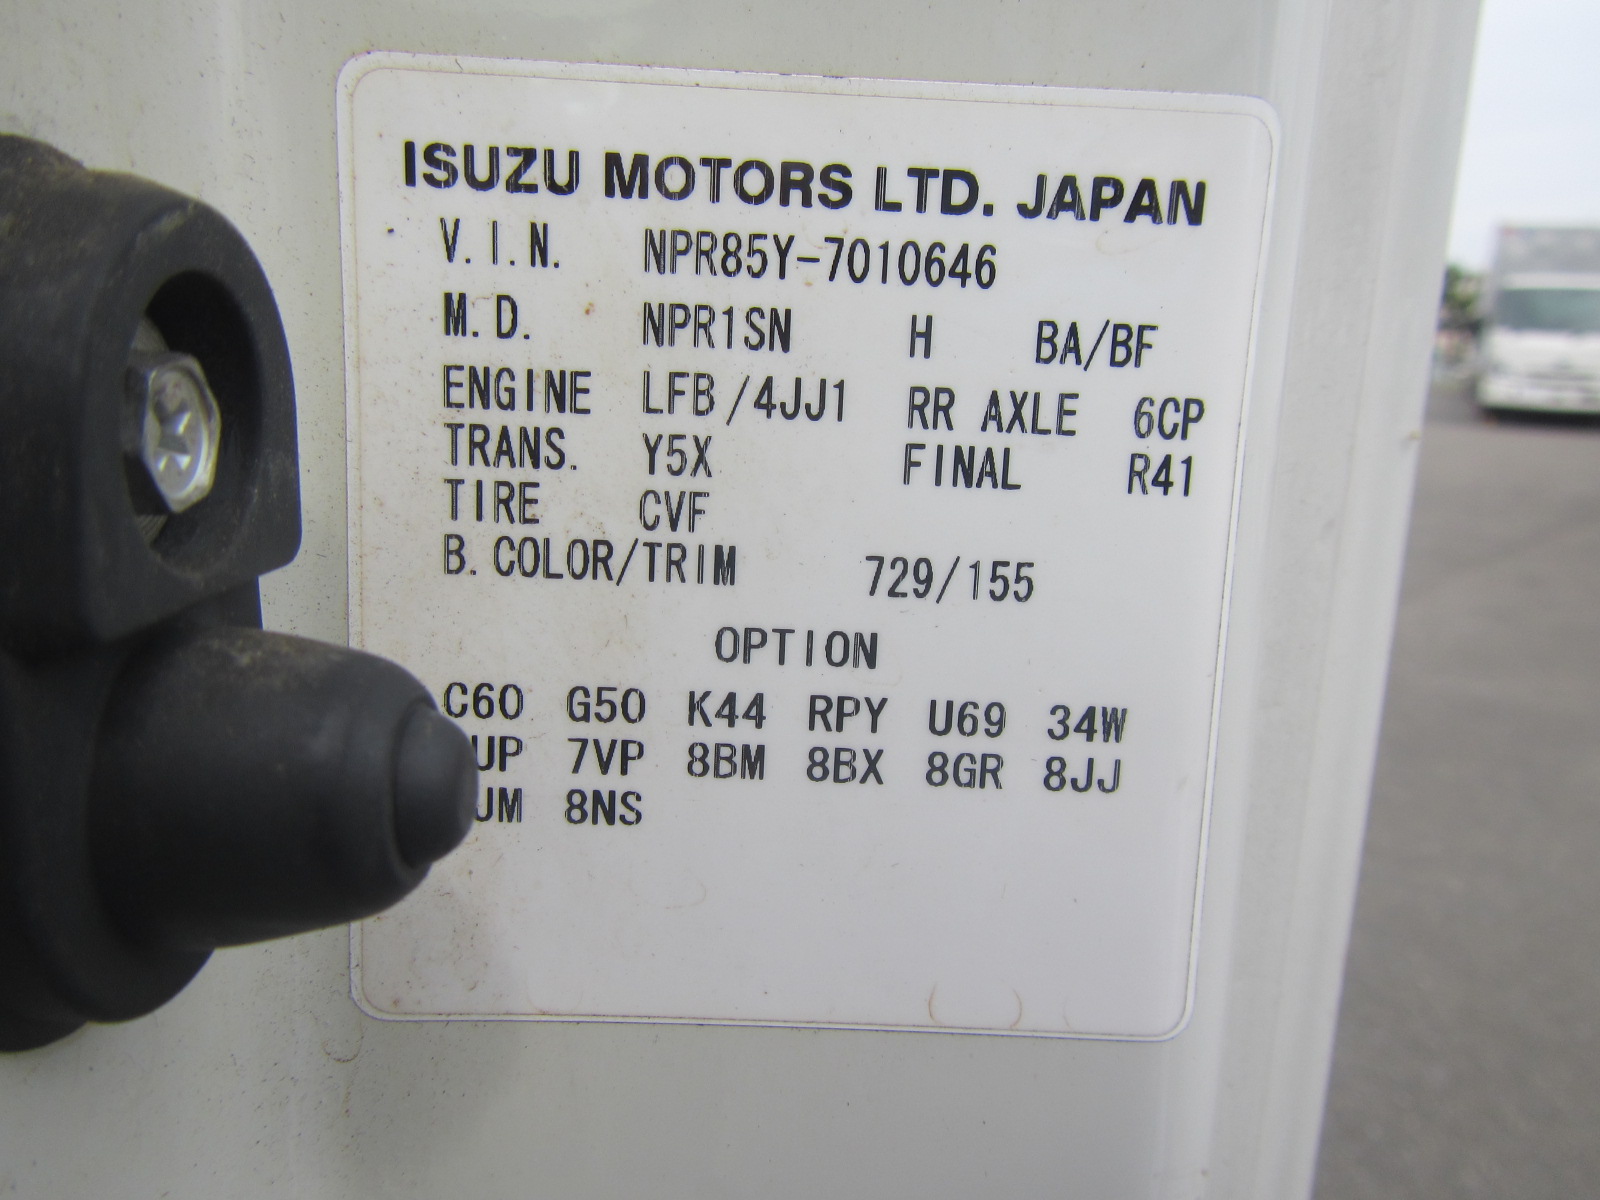 ISUZU MOTORS LTD. JAPAN
V.I.N. NPR85Y-7010646
M.D. NPR1SN H BA/BF
ENGINE LFB/4JJ1 RR AXLE 6CP
TRANS. Y5X FINAL R41
TIRE CVF
B.COLOR/TRIM 729/155
OPTION
C60 G50 K44 RPY U69 34W
7VP 8BM 8BX 8GR 8JJ
8NS